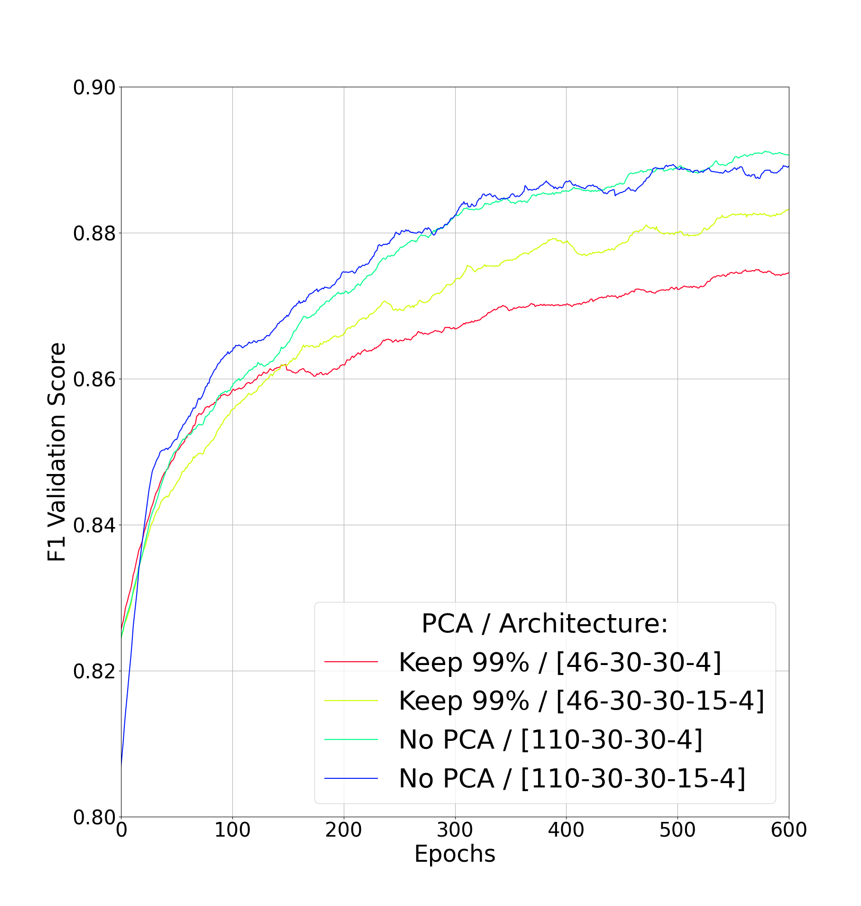 0.90
0.88
0.86
0.84
0.82
0.80
F1 Validation Score
PCA / Architecture:
Keep 99% / [46-30-30-4]
Keep 99% / [46-30-30-15-4]
No PCA / [110-30-30-4]
No PCA / [110-30-30-15-4]
0 100 200 300 400 500 600
Epochs